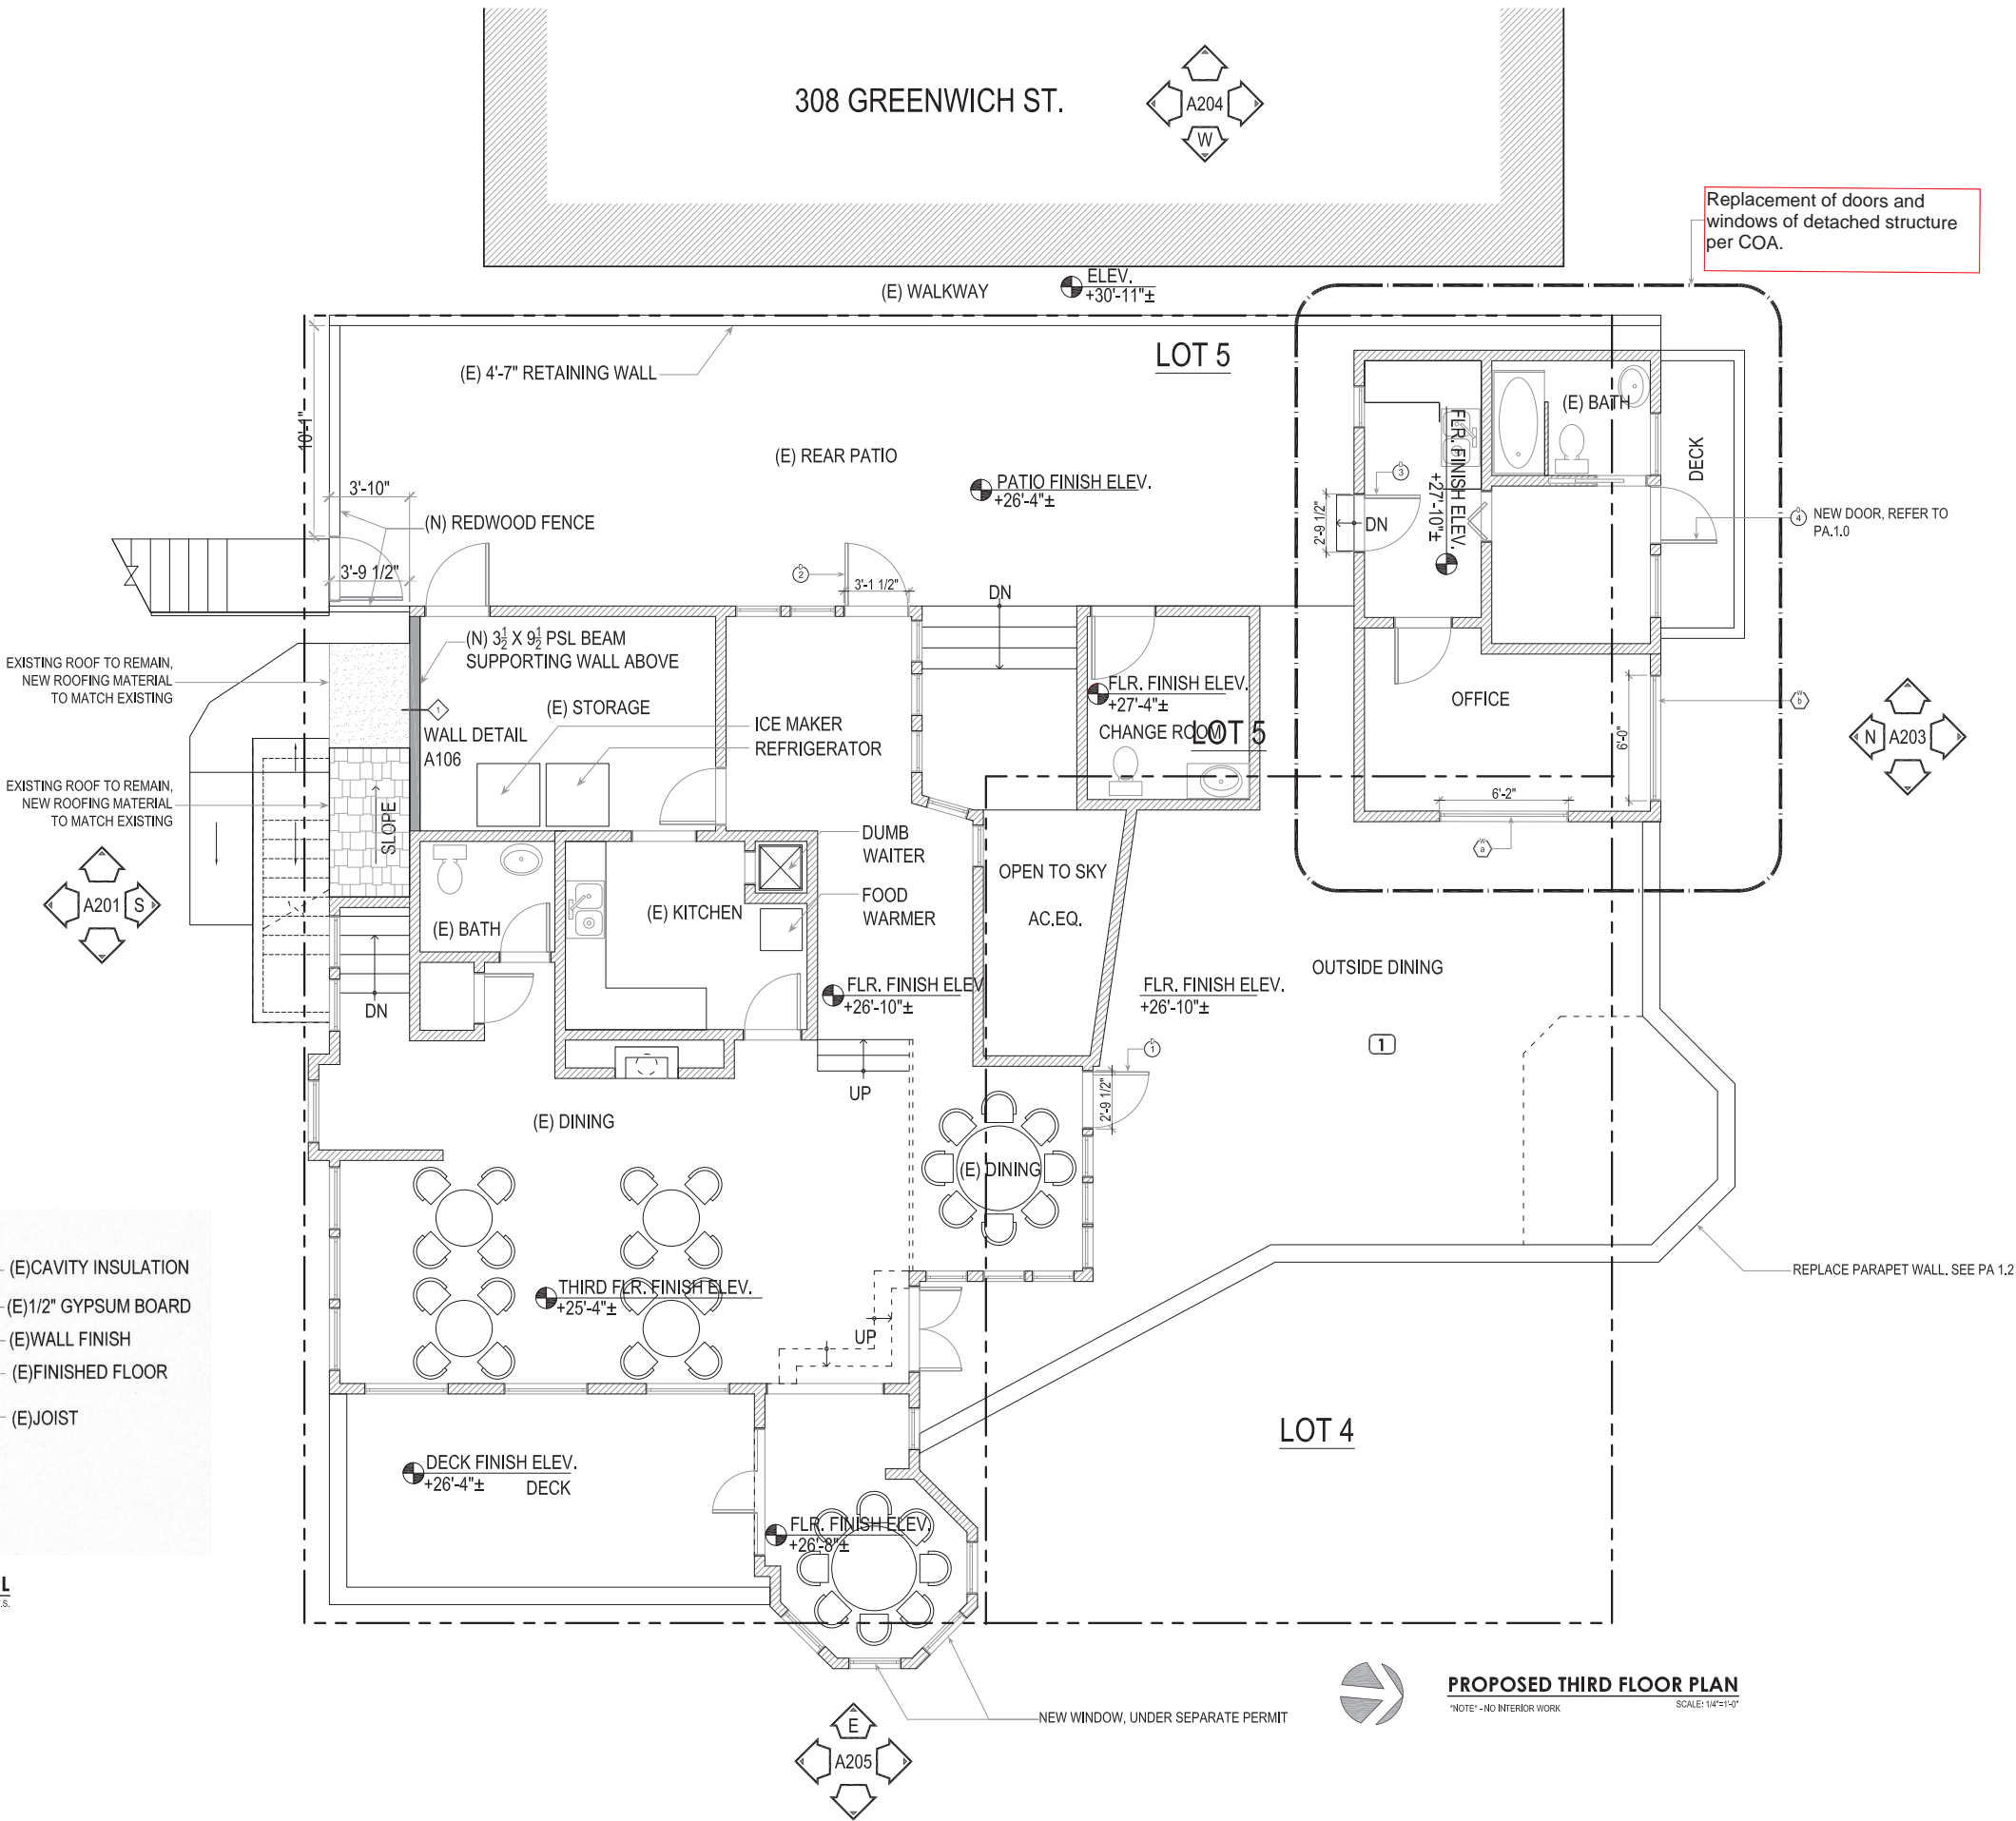 308 GREENWICH ST.
A204
W
Replacement of doors and
windows of detached structure
per COA.
(E) WALKWAY
ELEV.
+30'-11"±
LOT 5
(E) 4'-7" RETAINING WALL
10'-1"
(E) BATH
(E) REAR PATIO
DECK
FLR. FINISH ELEV.
+27'-10"±
PATIO FINISH ELEV.
+26'-4"±
3
3'-10"
(N) REDWOOD FENCE
2'-9 1/2"
DN
4
NEW DOOR, REFER TO
PA.1.0
3'-9 1/2"
2
3'-1 1/2"
DN
(N) 3½ X 9½ PSL BEAM
SUPPORTING WALL ABOVE
EXISTING ROOF TO REMAIN,
NEW ROOFING MATERIAL
TO MATCH EXISTING
FLR. FINISH ELEV.
+27'-4"±
OFFICE
b
(E) STORAGE
1
ICE MAKER
REFRIGERATOR
WALL DETAIL
A106
CHANGE ROOM
LOT 5
6'-0"
N A203
EXISTING ROOF TO REMAIN,
NEW ROOFING MATERIAL
TO MATCH EXISTING
SLOPE
6'-2"
DUMB
WAITER
a
OPEN TO SKY
A201 S
FOOD
WARMER
(E) KITCHEN
AC.EQ.
(E) BATH
OUTSIDE DINING
FLR. FINISH ELEV
+26'-10"±
FLR. FINISH ELEV.
+26'-10"±
DN
1
1
UP
2'-9 1/2"
(E) DINING
(E) DINING
(E)CAVITY INSULATION
REPLACE PARAPET WALL. SEE PA 1.2
THIRD FLR. FINISH ELEV.
+25'-4"±
(E)1/2" GYPSUM BOARD
(E)WALL FINISH
UP
(E)FINISHED FLOOR
(E)JOIST
LOT 4
DECK FINISH ELEV.
+26'-4"±
DECK
FLR. FINISH ELEV.
+26'-8"±
L
.S.
PROPOSED THIRD FLOOR PLAN
*NOTE* - NO INTERIOR WORK
SCALE: 1/4"=1'-0"
NEW WINDOW, UNDER SEPARATE PERMIT
E
A205